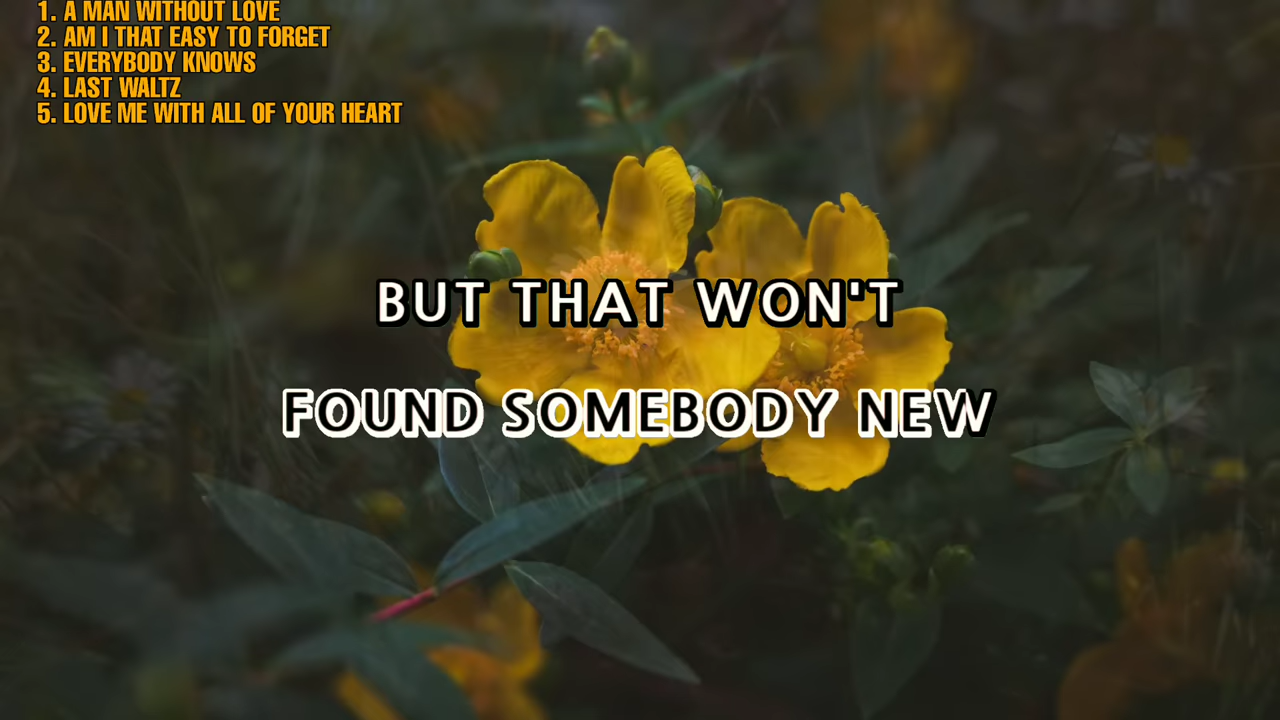 1. A MAN WITHOUT LOVE
2. AM I THAT EASY TO FORGET
3. EVERYBODY KNOWS
4. LAST WALTZ
5. LOVE ME WITH ALL OF YOUR HEART
BUT THAT WON'T
FOUND SOMEBODY NEW